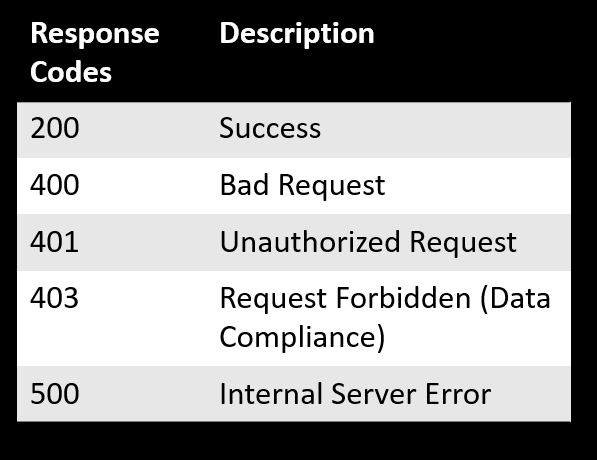 Response Description
Codes
200 Success
400 Bad Request
401 Unauthorized Request
403 Request Forbidden (Data
Compliance)
500 Internal Server Error